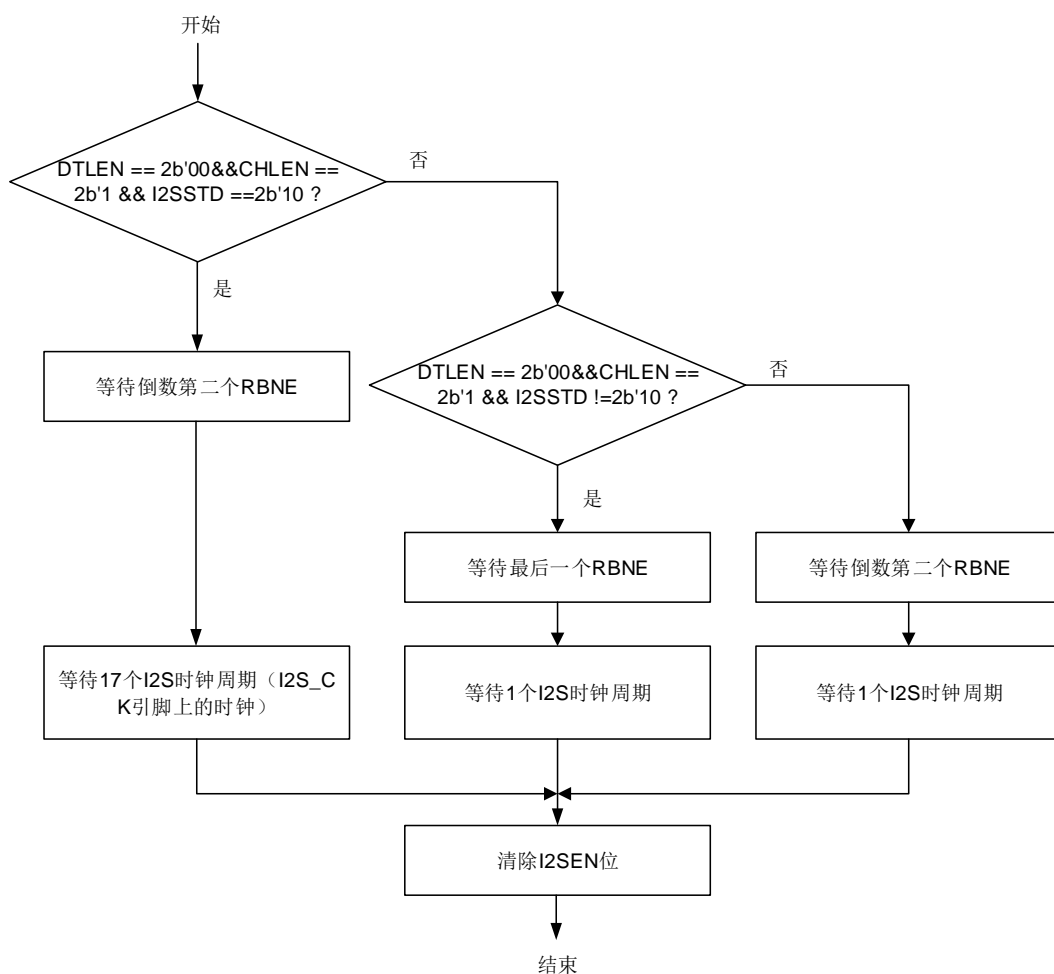 开始
DTLEN == 2b'00&&CHLEN ==
2b'1 && I2SSTD ==2b'10 ?
否
是
等待倒数第二个RBNE
DTLEN == 2b'00&&CHLEN ==
2b'1 && I2SSTD !=2b'10 ?
否
是
等待最后一个RBNE
等待倒数第二个RBNE
等待17个I2S时钟周期（I2S_C
K引脚上的时钟）
等待1个I2S时钟周期
等待1个I2S时钟周期
清除I2SEN位
结束